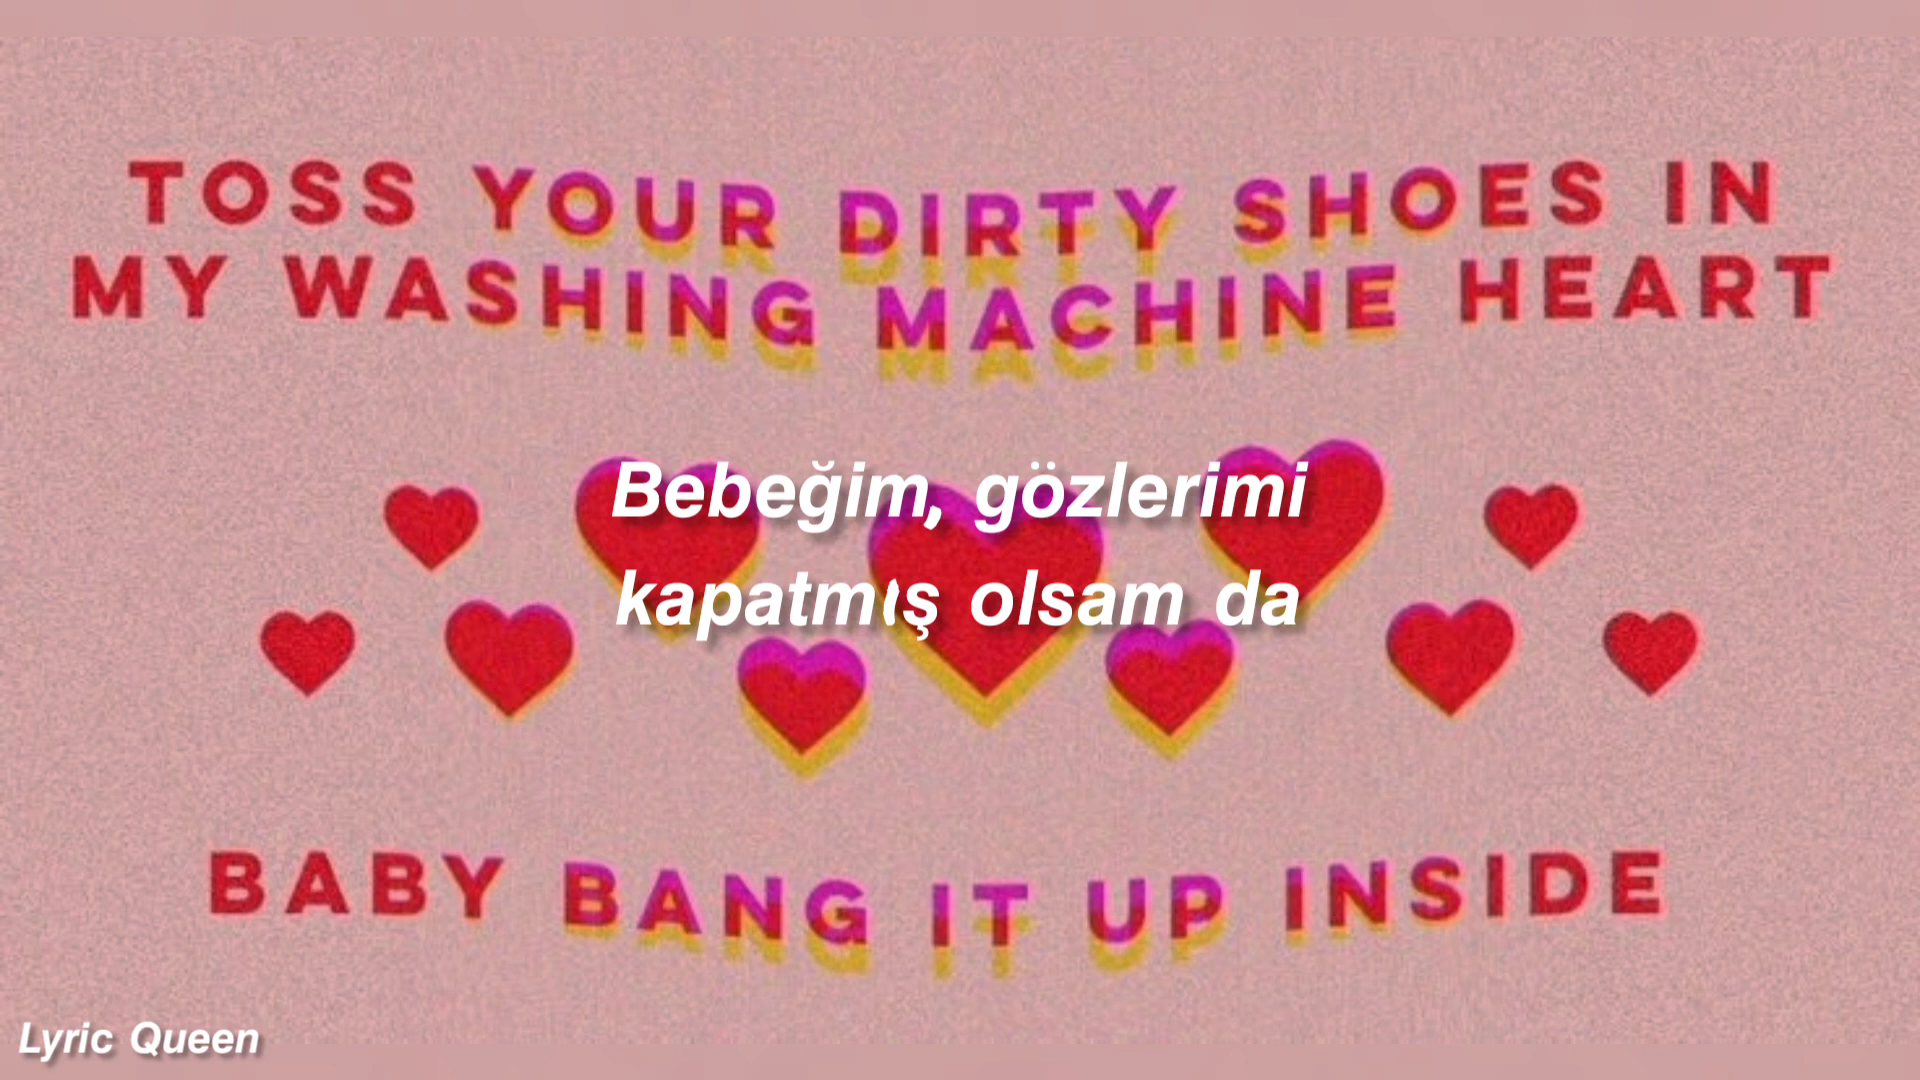 TOSS YOUR DIRTY SHOES IN
MY WASHING MACHINE HEART
Bebeğim, gözlerimi
kapatmış olsam da
BABY BANG IT UP INSIDE
Lyric Queen